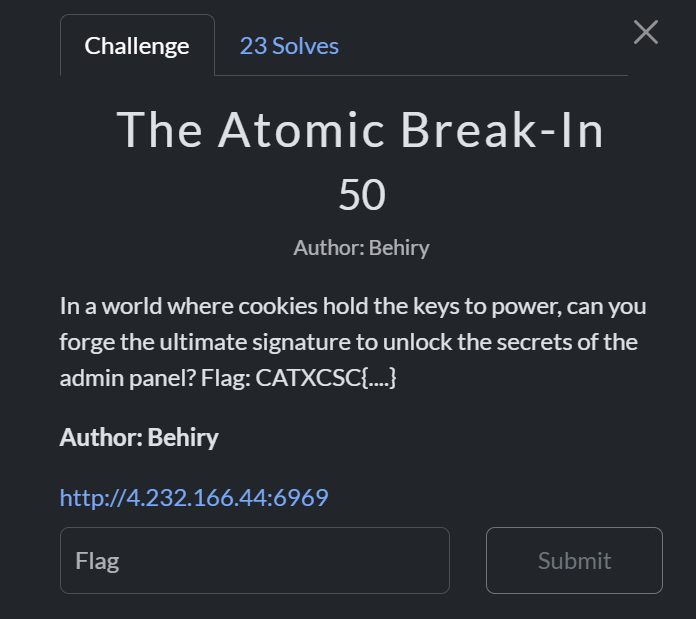 Challenge
23 Solves
The Atomic Break-In
50
Author: Behiry
In a world where cookies hold the keys to power, can you
forge the ultimate signature to unlock the secrets of the
admin panel? Flag: CATXCSC{....}
Author: Behiry
http://4.232.166.44:6969
Flag
Submit